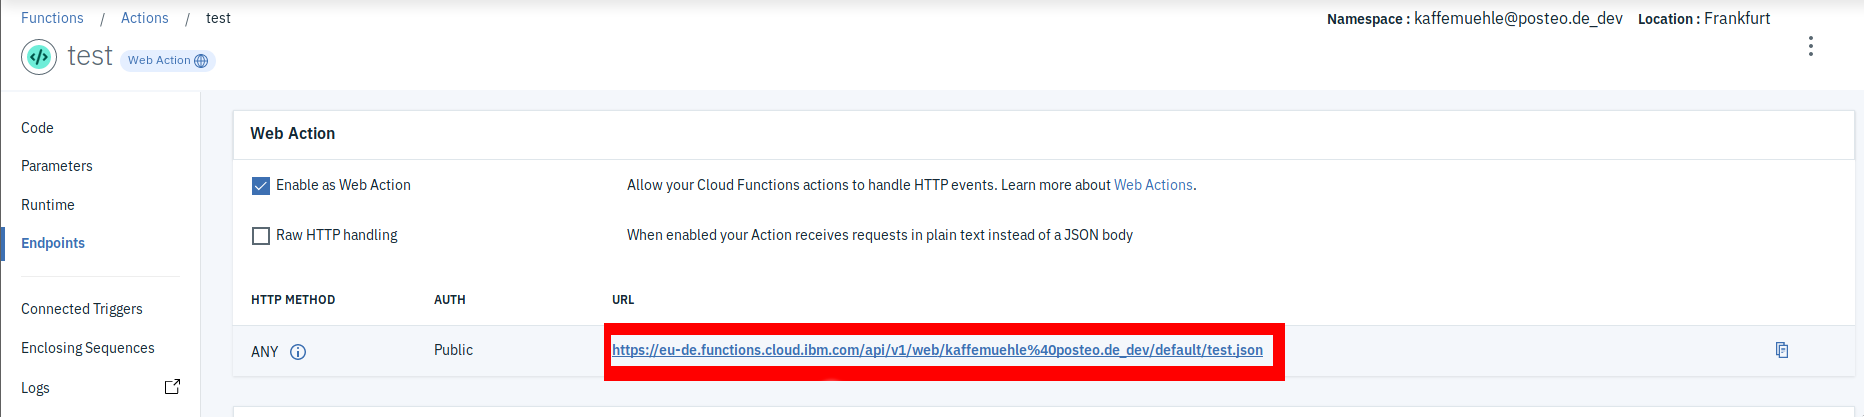 Functions / Actions / test
Namespace : kaffemuehle@posteo.de_dev Location : Frankfurt
</> test Web Action
Code
Parameters
Runtime
Endpoints
Connected Triggers
Enclosing Sequences
Logs
Web Action
Enable as Web Action Allow your Cloud Functions actions to handle HTTP events. Learn more about Web Actions.
Raw HTTP handling When enabled your Action receives requests in plain text instead of a JSON body
HTTP METHOD AUTH URL
ANY Public https://eu-de.functions.cloud.ibm.com/api/v1/web/kaffemuehle%40posteo.de_dev/default/test.json